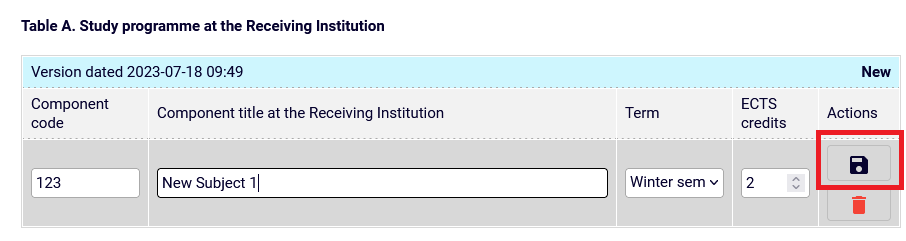 Table A. Study programme at the Receiving Institution
Version dated 2023-07-18 09:49 New
Component code Component title at the Receiving Institution Term ECTS credits Actions
123 New Subject 1 Winter sem 2